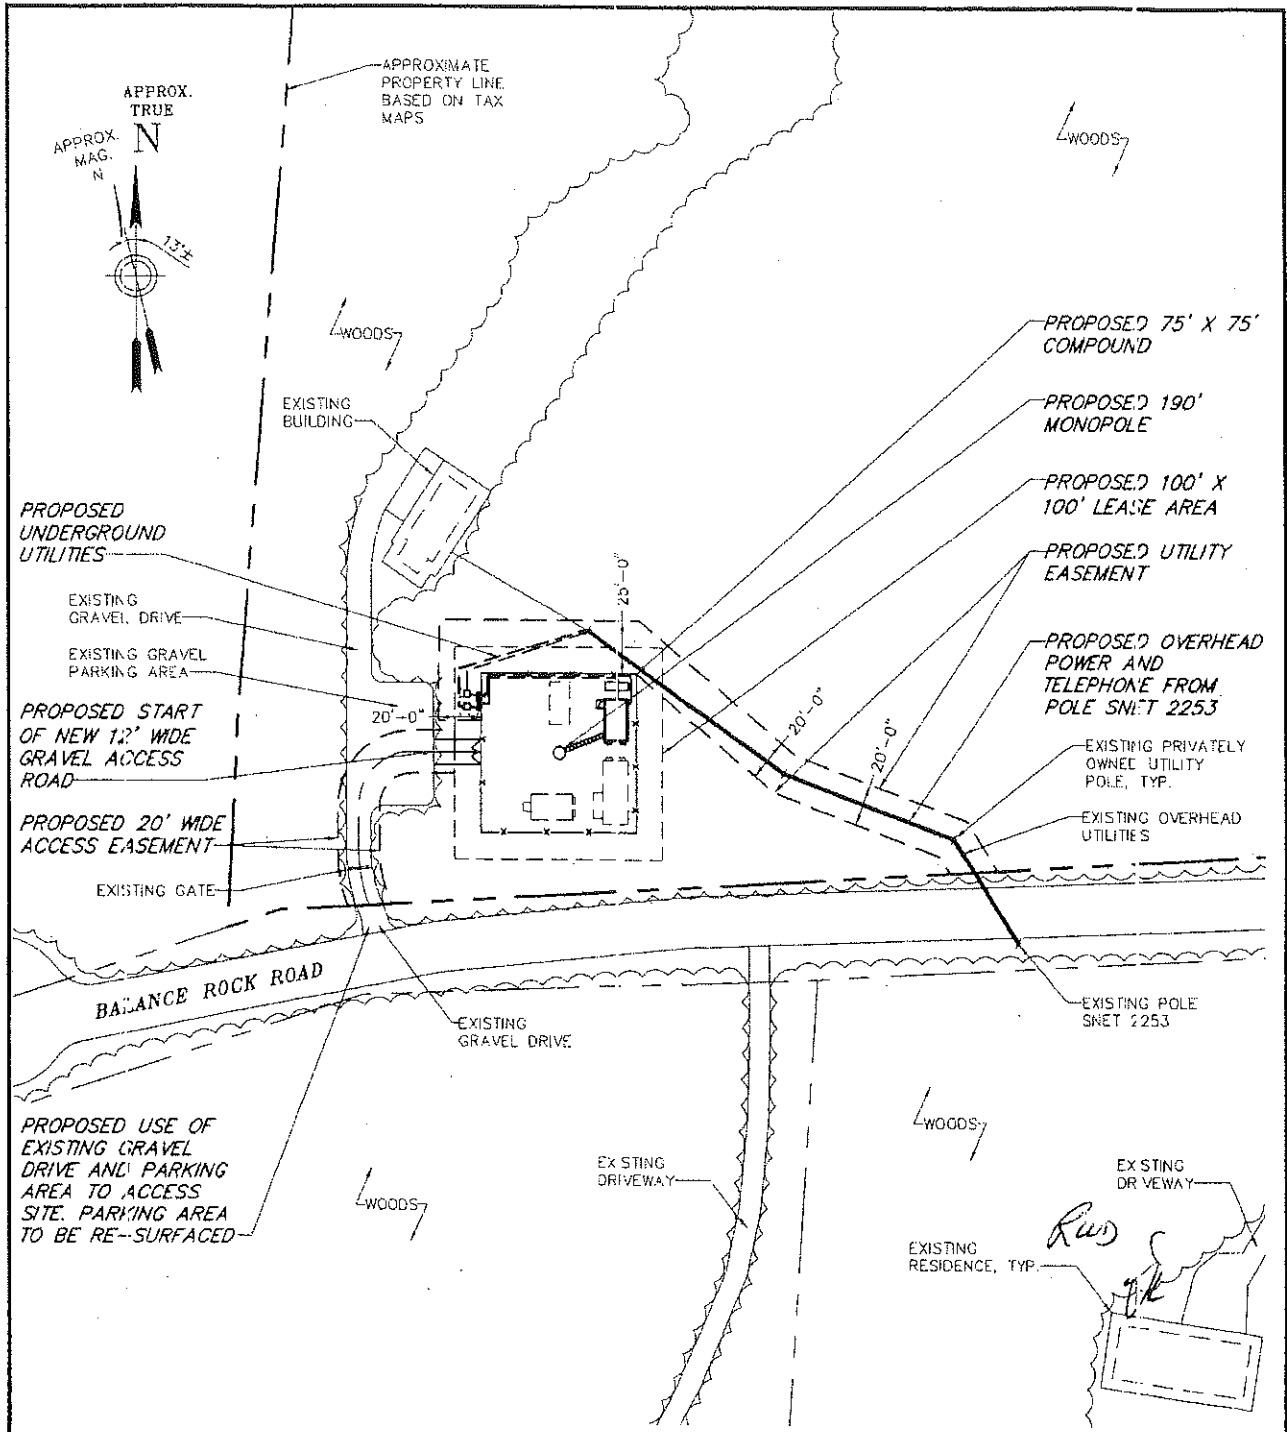 APPROXIMATE
PROPERTY LINE
BASED ON TAX
MAPS
APPROX.
TRUE
N
APPROX.
MAG.
N
13°±
WOODS
WOODS
EXISTING
BUILDING
PROPOSED 75' X 75'
COMPOUND
PROPOSED 190'
MONOPOLE
PROPOSED 100' X
100' LEASE AREA
PROPOSED UTILITY
EASEMENT
PROPOSED OVERHEAD
POWER AND
TELEPHONE FROM
POLE SNET 2253
EXISTING PRIVATELY
OWNED UTILITY
POLE, TYP.
EXISTING OVERHEAD
UTILITIES
PROPOSED
UNDERGROUND
UTILITIES
EXISTING
GRAVEL DRIVE
EXISTING GRAVEL
PARKING AREA
PROPOSED START
OF NEW 12' WIDE
GRAVEL ACCESS
ROAD
PROPOSED 20' WIDE
ACCESS EASEMENT
EXISTING GATE
25'-0"
20'-0"
20'-0"
20'-0"
BALANCE ROCK ROAD
EXISTING
GRAVEL DRIVE
EXISTING POLE
SNET 2253
PROPOSED USE OF
EXISTING GRAVEL
DRIVE AND PARKING
AREA TO ACCESS
SITE. PARKING AREA
TO BE RE-SURFACED
WOODS
EXISTING
DRIVEWAY
WOODS
EXISTING
DRIVEWAY
EXISTING
RESIDENCE, TYP.